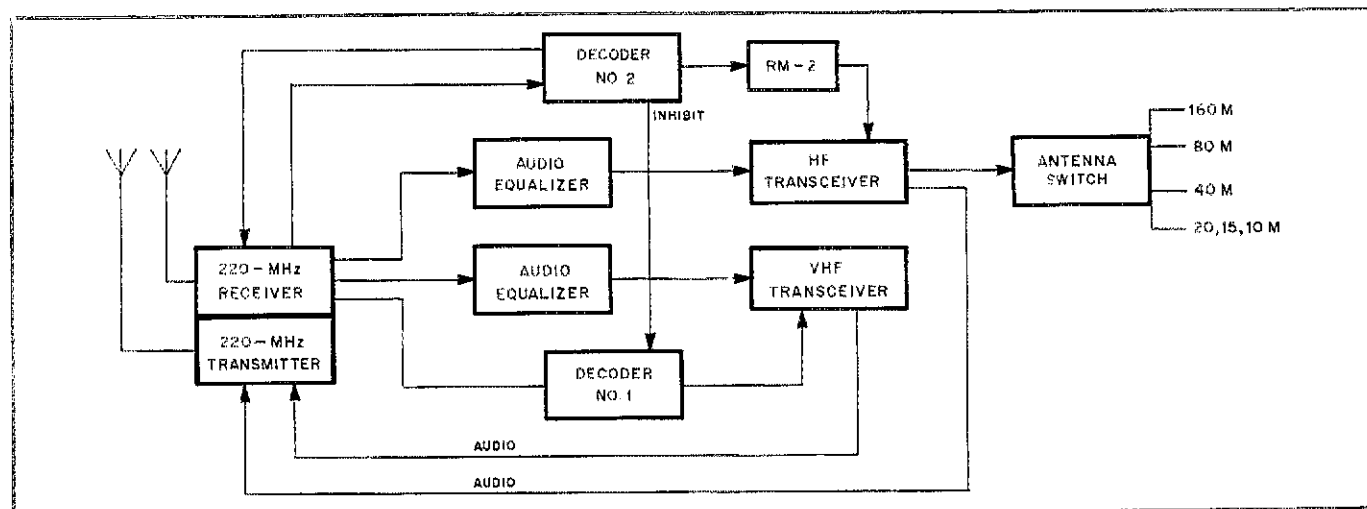 DECODER
NO. 2
RM-2
INHIBIT
160 M
80 M
40 M
20, 15, 10 M
AUDIO
EQUALIZER
HF
TRANSCEIVER
ANTENNA
SWITCH
220-MHz
RECEIVER
AUDIO
EQUALIZER
VHF
TRANSCEIVER
220-MHz
TRANSMITTER
DECODER
NO. 1
AUDIO
AUDIO